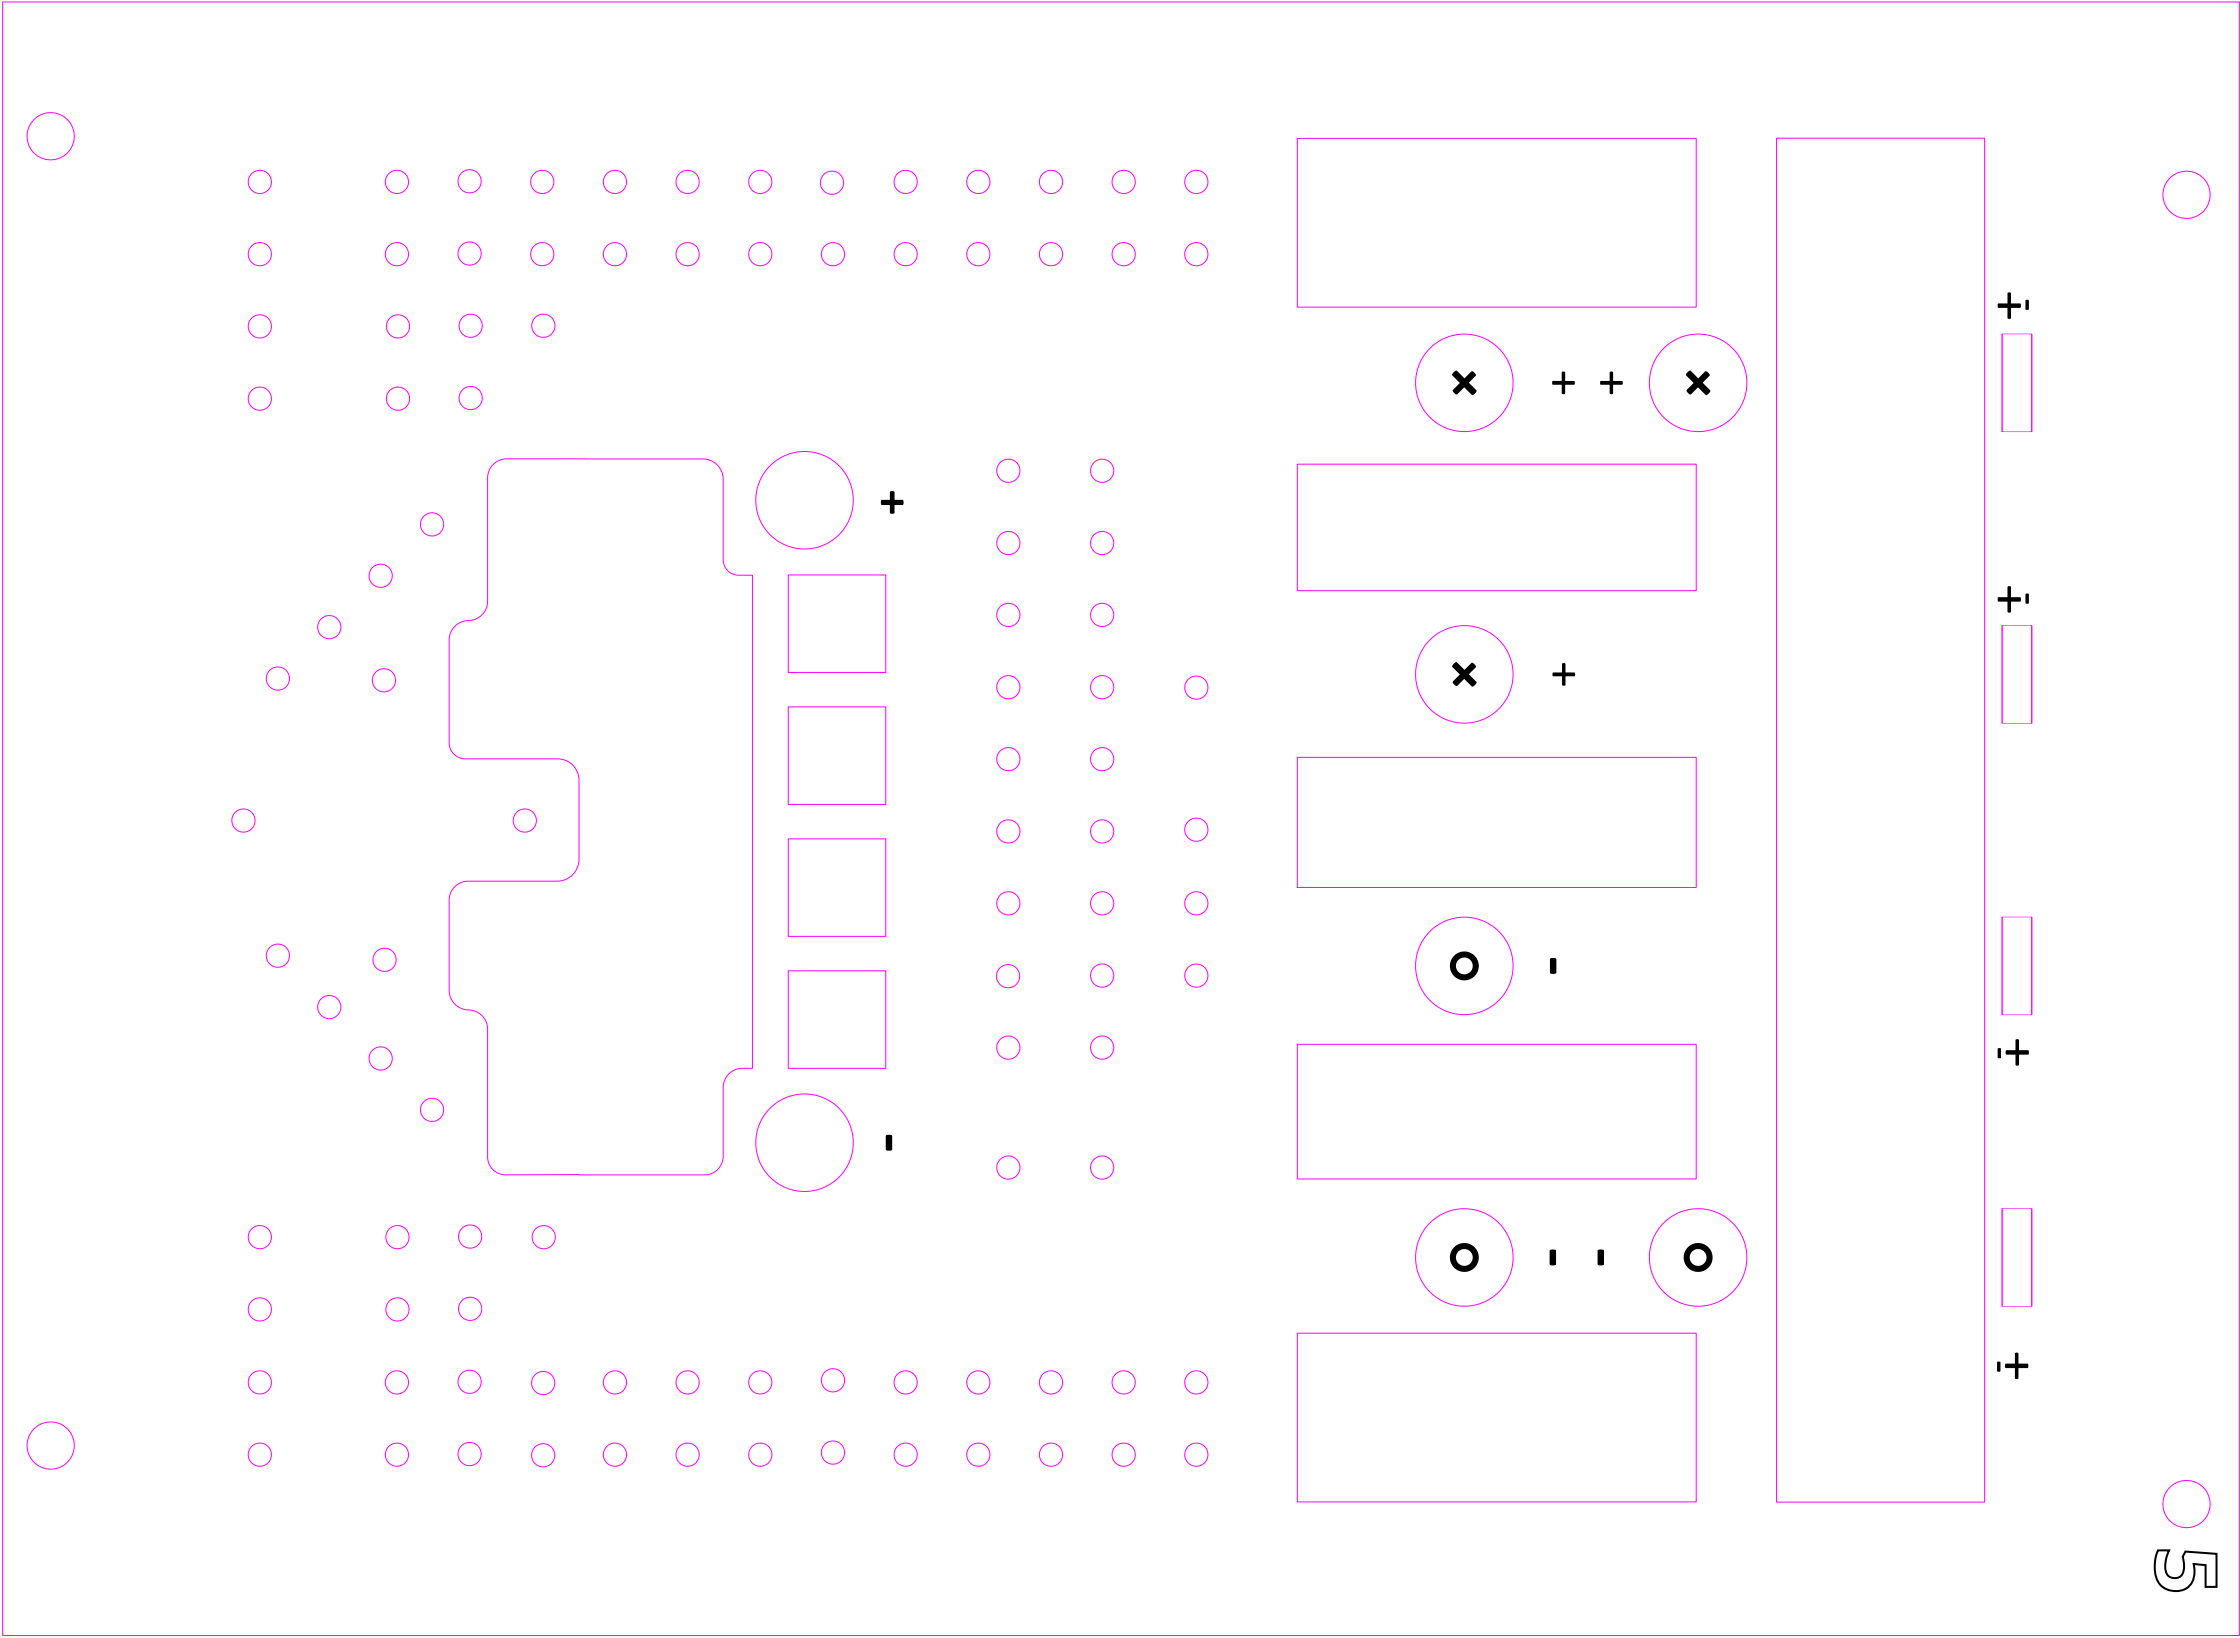 + -
× + + ×
+
+ -
× +
o -
- +
-
o - - o
- +
5